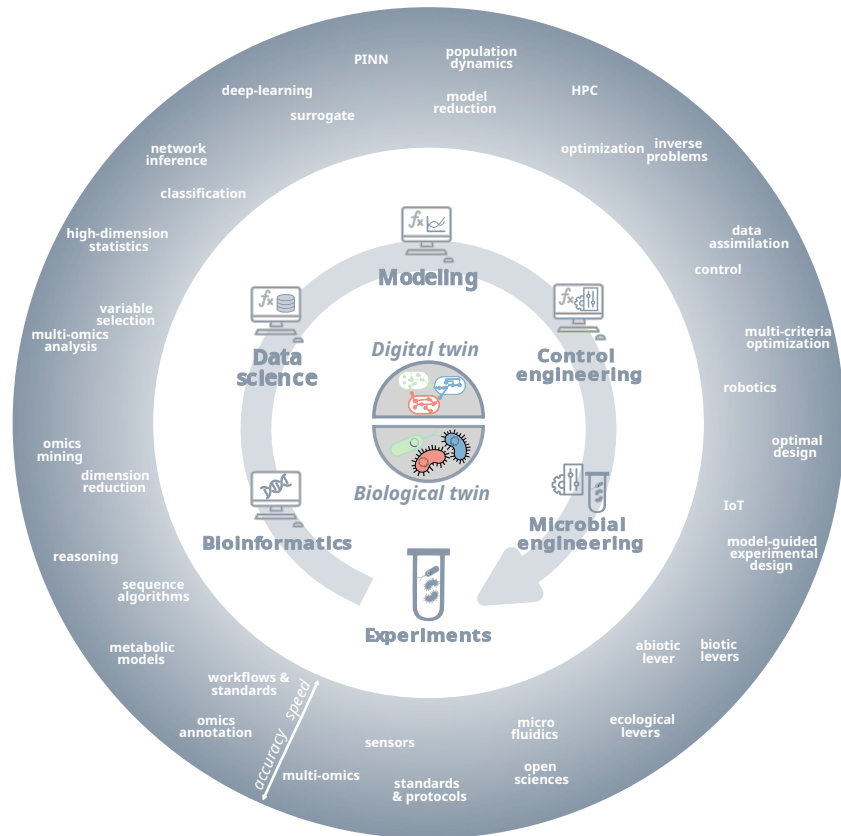 PINN
population
dynamics
deep-learning
HPC
surrogate
model
reduction
network
inference
optimization
inverse
problems
classification
high-dimension
statistics
data
assimilation
control
variable
selection
multi-omics
analysis
multi-criteria
optimization
robotics
omics
mining
optimal
design
dimension
reduction
IoT
reasoning
model-guided
experimental
design
sequence
algorithms
metabolic
models
abiotic
lever
biotic
levers
workflows &
standards
omics
annotation
accuracy speed
sensors
micro
fluidics
ecological
levers
multi-omics
standards
& protocols
open
sciences
fx
Modeling
fx
Data
science
fx
Control
engineering
Digital twin
Biological twin
Bioinformatics
Microbial
engineering
Experiments